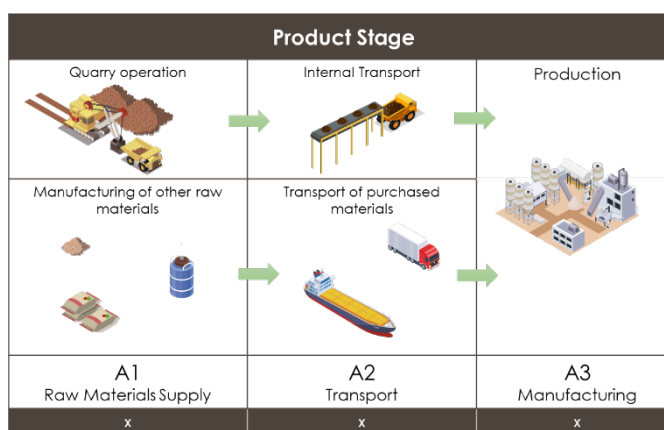 Product Stage
Quarry operation
Internal Transport
Production
Manufacturing of other raw
materials
Transport of purchased
materials
A1
Raw Materials Supply
A2
Transport
A3
Manufacturing
x
x
x